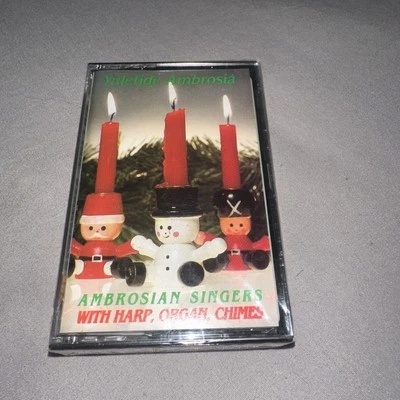 Yuletide Ambrosia
AMBROSIAN SINGERS
WITH HARP, ORGAN, CHIMES